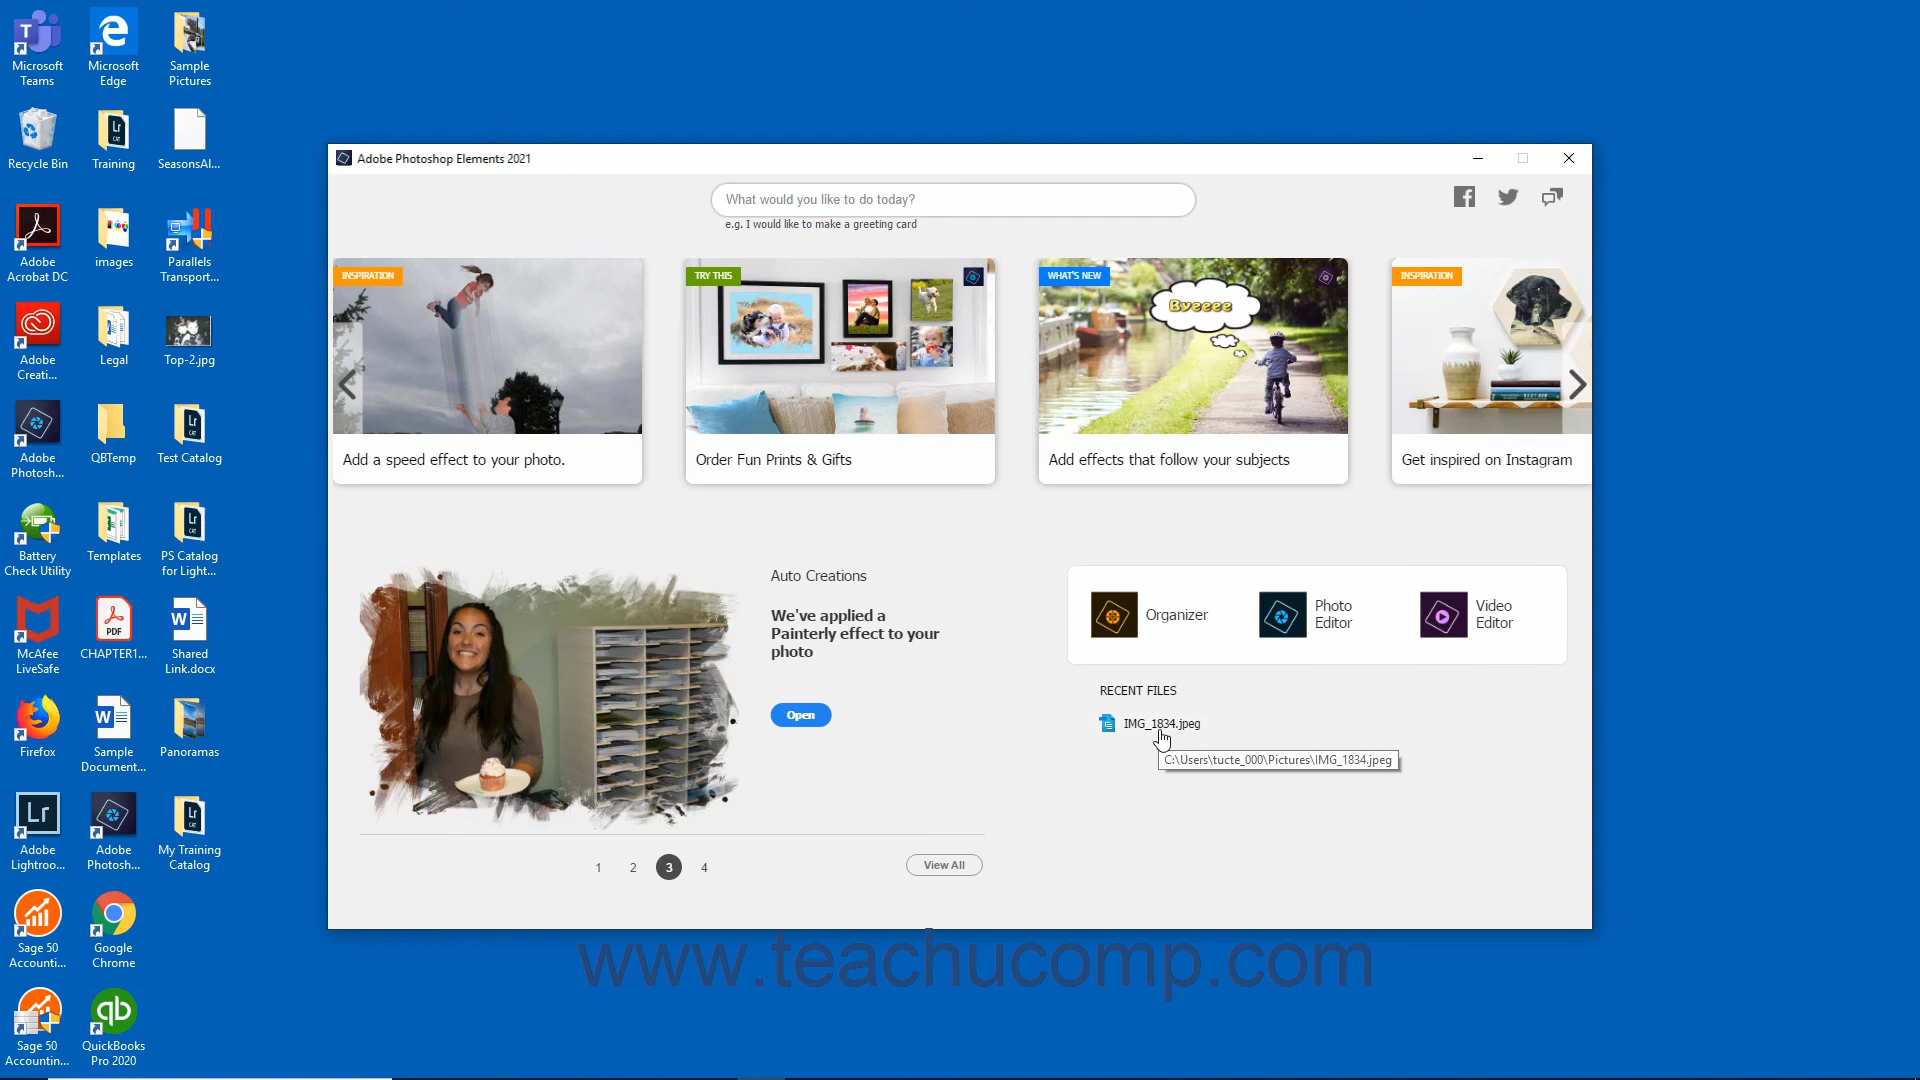 Microsoft
Teams
Microsoft
Edge
Sample
Pictures
Recycle Bin
Training
SeasonsAl...
Adobe
Acrobat DC
images
Parallels
Transport...
Adobe
Creati...
Legal
Top-2.jpg
Adobe
Photosh...
QBTemp
Test Catalog
Battery
Check Utility
Templates
PS Catalog
for Light...
McAfee
LiveSafe
PDF
CHAPTER1...
Shared
Link.docx
Firefox
Sample
Document...
Panoramas
Adobe
Lightroo...
Adobe
Photosh...
My Training
Catalog
Sage 50
Accounti...
Google
Chrome
Sage 50
Accountin...
QuickBooks
Pro 2020
Adobe Photoshop Elements 2021
What would you like to do today?
e.g. I would like to make a greeting card
INSPIRATION
Add a speed effect to your photo.
TRY THIS
Order Fun Prints & Gifts
WHAT'S NEW
Byeeee
Add effects that follow your subjects
INSPIRATION
Get inspired on Instagram
Auto Creations
We've applied a
Painterly effect to your
photo
Open
1 2 3 4
View All
Organizer
Photo
Editor
Video
Editor
RECENT FILES
IMG_1834.jpeg
C:\Users\tucte_000\Pictures\IMG_1834.jpeg
www.teachucomp.com